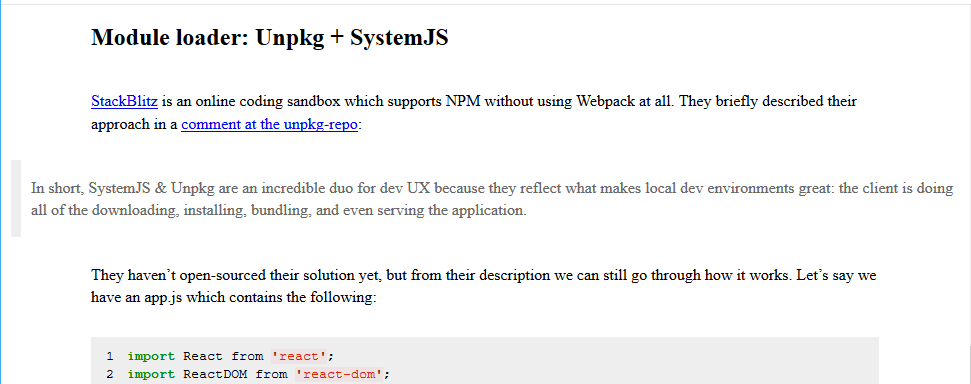 Module loader: Unpkg + SystemJS
StackBlitz is an online coding sandbox which supports NPM without using Webpack at all. They briefly described their
approach in a comment at the unpkg-repo:
In short, SystemJS & Unpkg are an incredible duo for dev UX because they reflect what makes local dev environments great: the client is doing
all of the downloading, installing, bundling, and even serving the application.
They haven’t open-sourced their solution yet, but from their description we can still go through how it works. Let’s say we
have an app.js which contains the following:
1 import React from 'react';
2 import ReactDOM from 'react-dom';